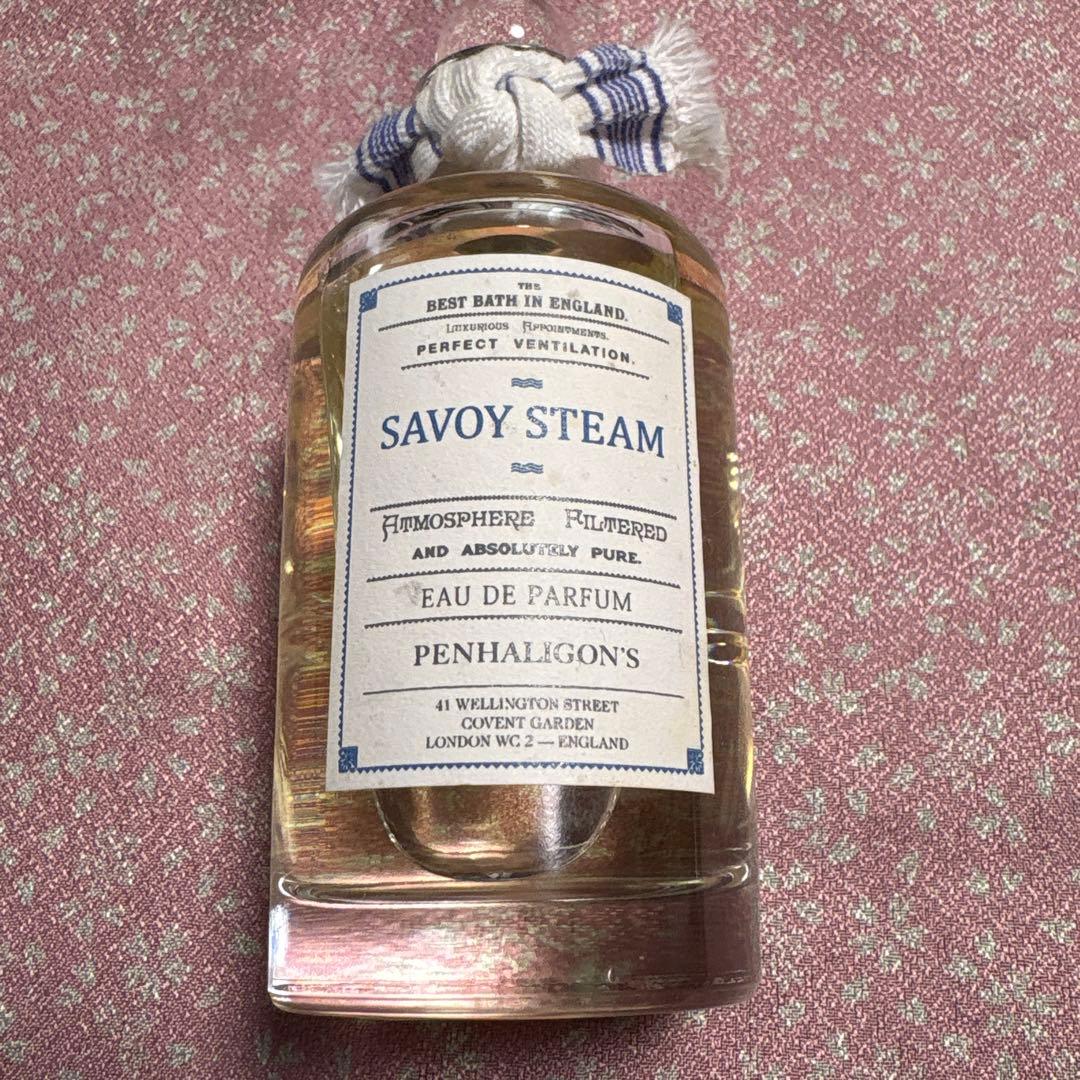 THE
BEST BATH IN ENGLAND.
LUXURIOUS APPOINTMENTS.
PERFECT VENTILATION.
SAVOY STEAM
ATMOSPHERE FILTERED
AND ABSOLUTELY PURE.
EAU DE PARFUM
PENHALIGON'S
41 WELLINGTON STREET
COVENT GARDEN
LONDON WC 2 — ENGLAND